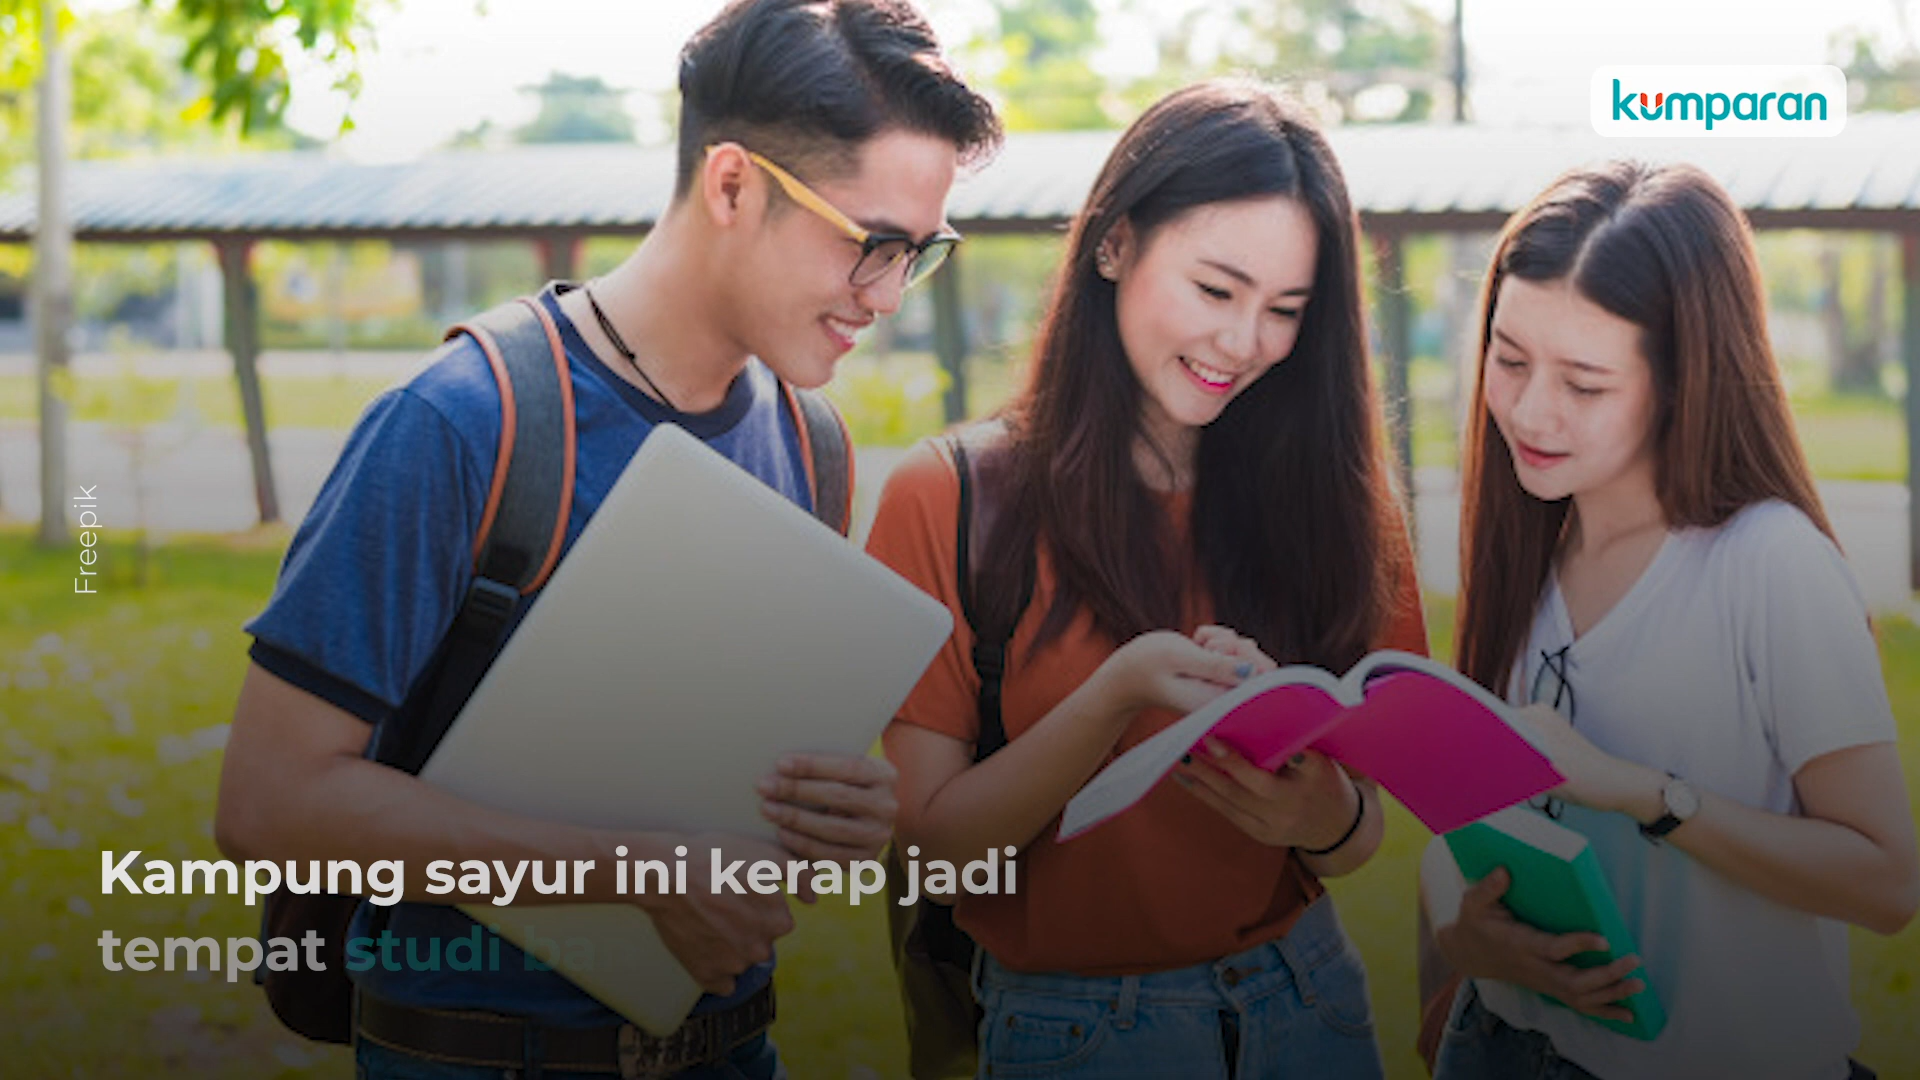 kumparan
Freepik
Kampung sayur ini kerap jadi
tempat studi